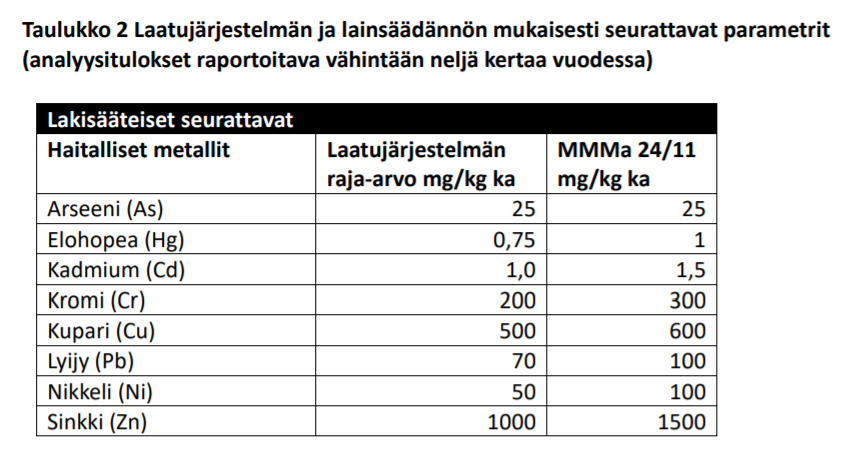 Taulukko 2 Laatujärjestelmän ja lainsäädännön mukaisesti seurattavat parametrit
(analyysitulokset raportoitava vähintään neljä kertaa vuodessa)
Lakisääteiset seurattavat
Haitalliset metallit Laatujärjestelmän raja-arvo mg/kg ka MMMa 24/11 mg/kg ka
Arseeni (As) 25 25
Elohopea (Hg) 0,75 1
Kadmium (Cd) 1,0 1,5
Kromi (Cr) 200 300
Kupari (Cu) 500 600
Lyijy (Pb) 70 100
Nikkeli (Ni) 50 100
Sinkki (Zn) 1000 1500